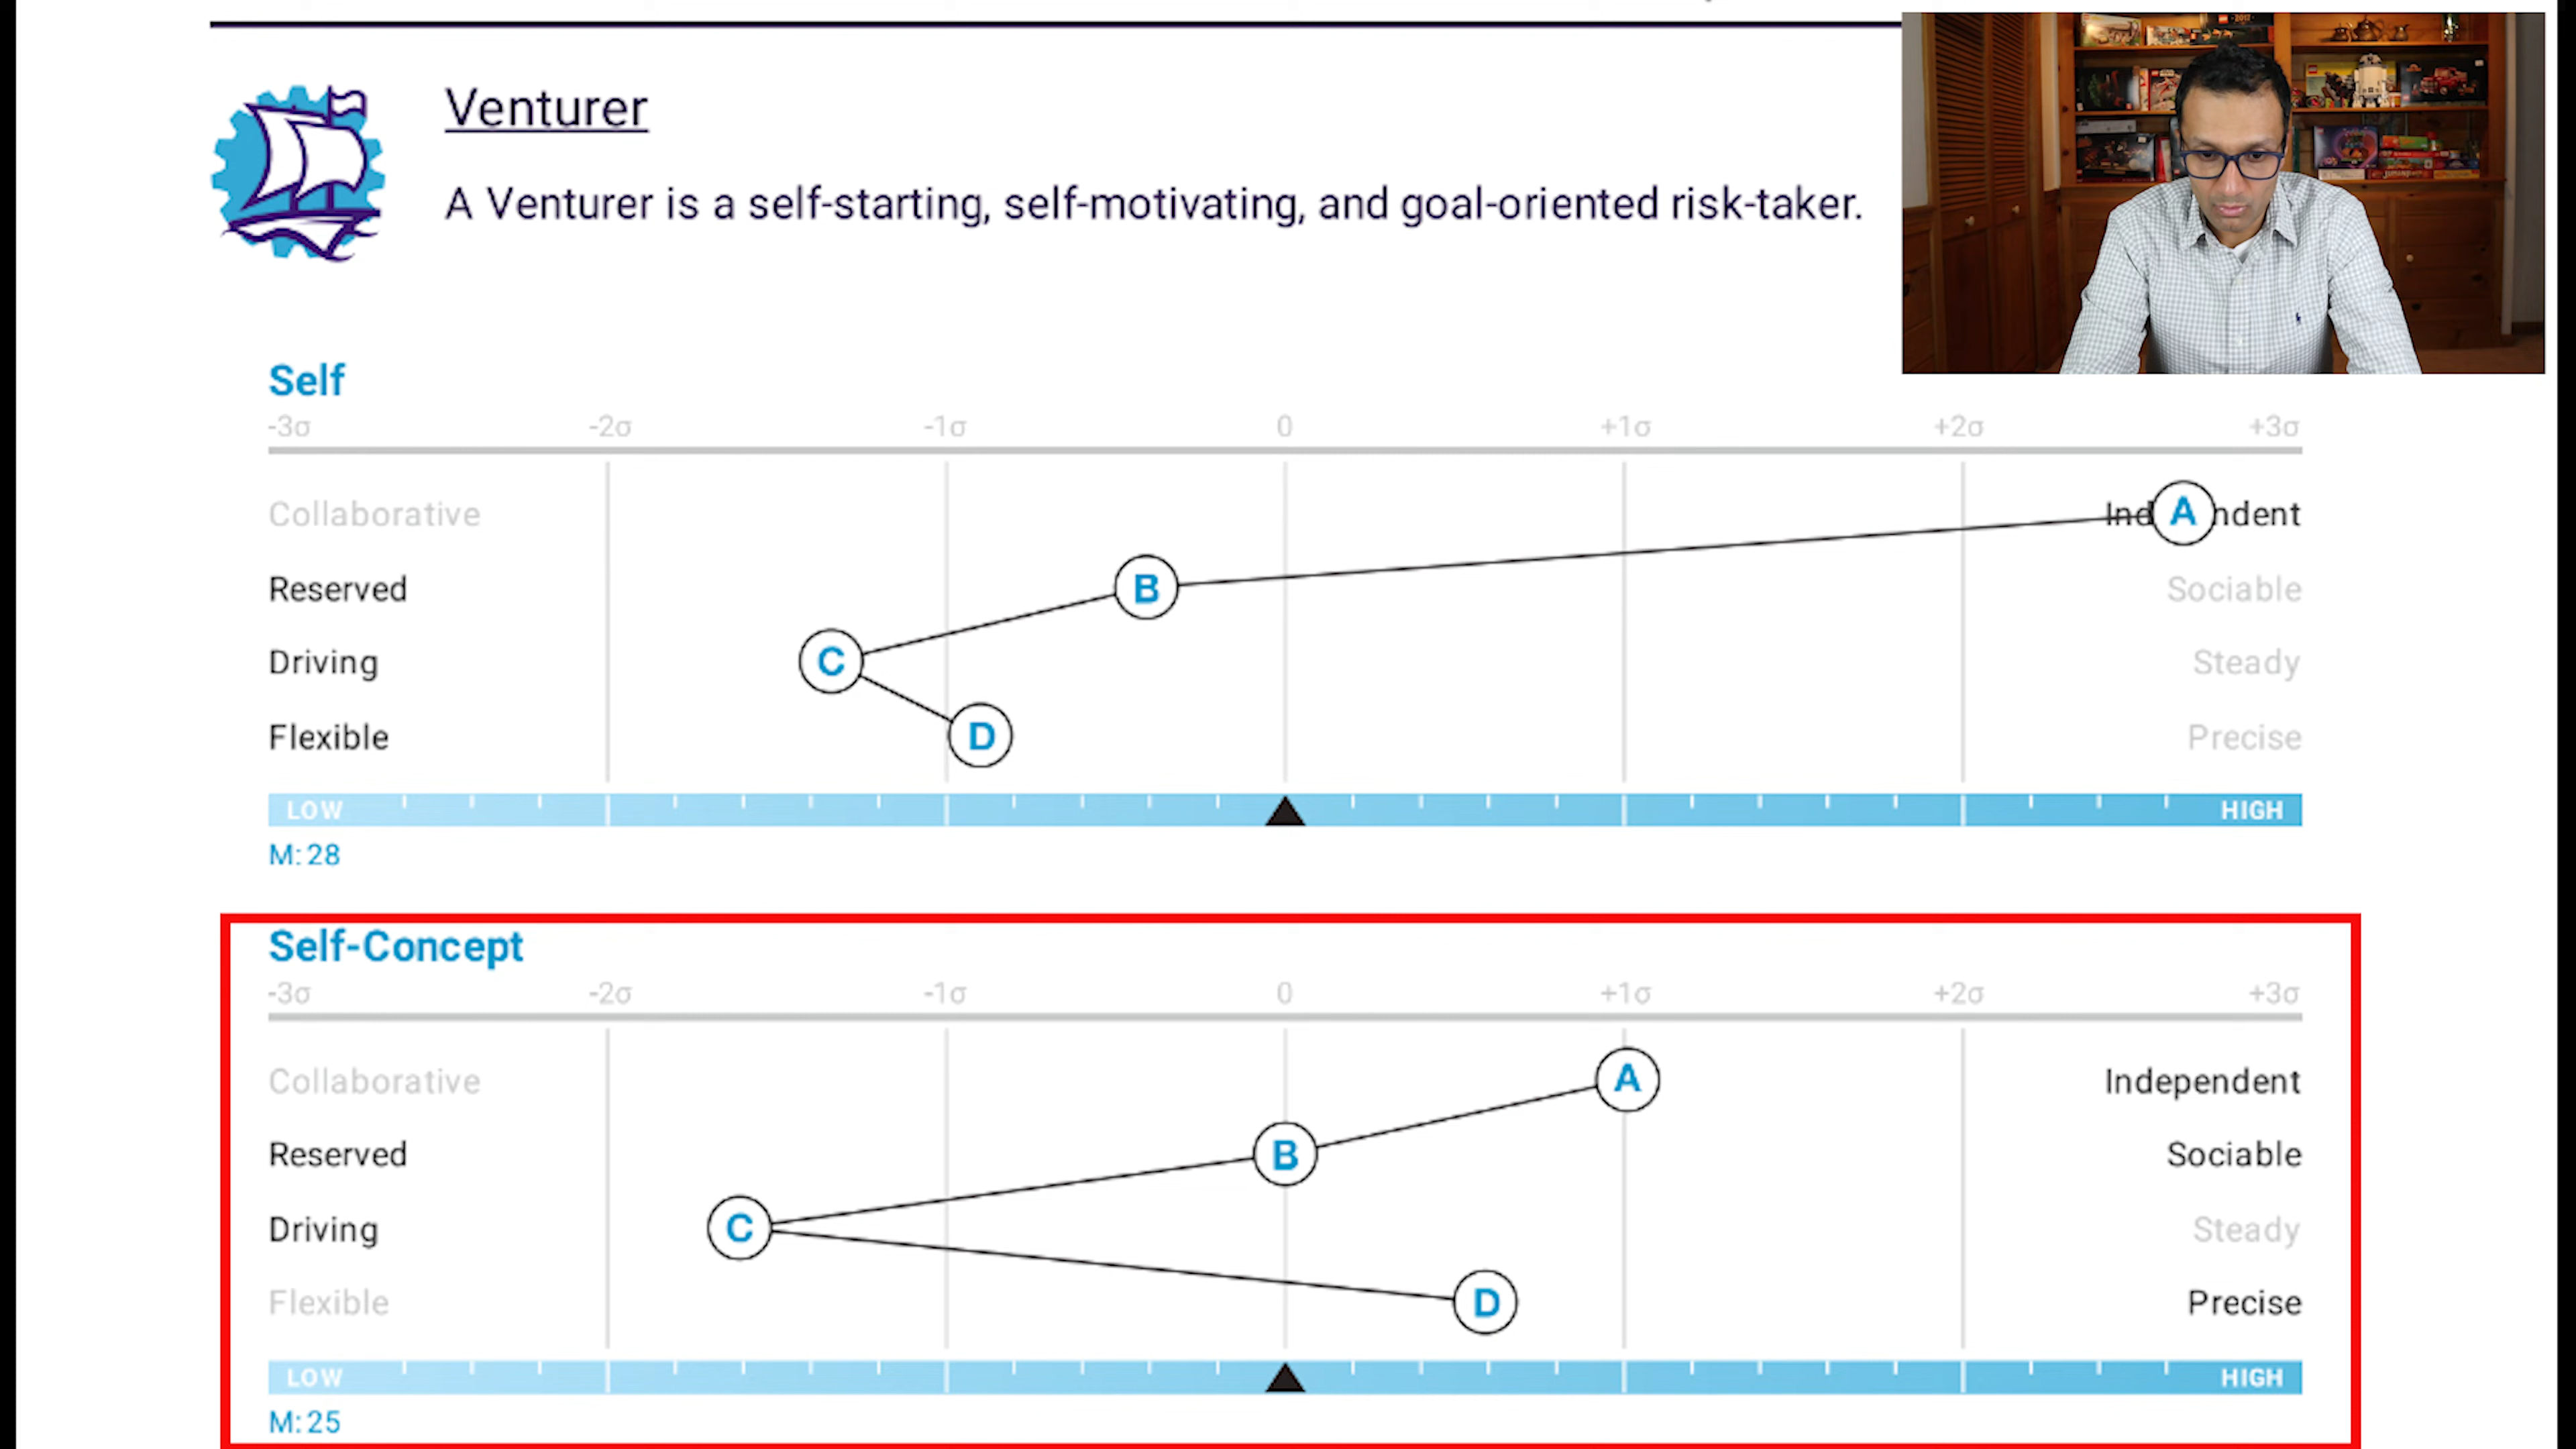 Venturer
A Venturer is a self-starting, self-motivating, and goal-oriented risk-taker.
Self
-3σ -2σ -1σ 0 +1σ +2σ +3σ
Collaborative A
Reserved B Sociable
Driving C Steady
Flexible D Precise
LOW HIGH
M: 28
Self-Concept
-3σ -2σ -1σ 0 +1σ +2σ +3σ
Collaborative A Independent
Reserved B Sociable
Driving C Steady
Flexible D Precise
LOW HIGH
M: 25